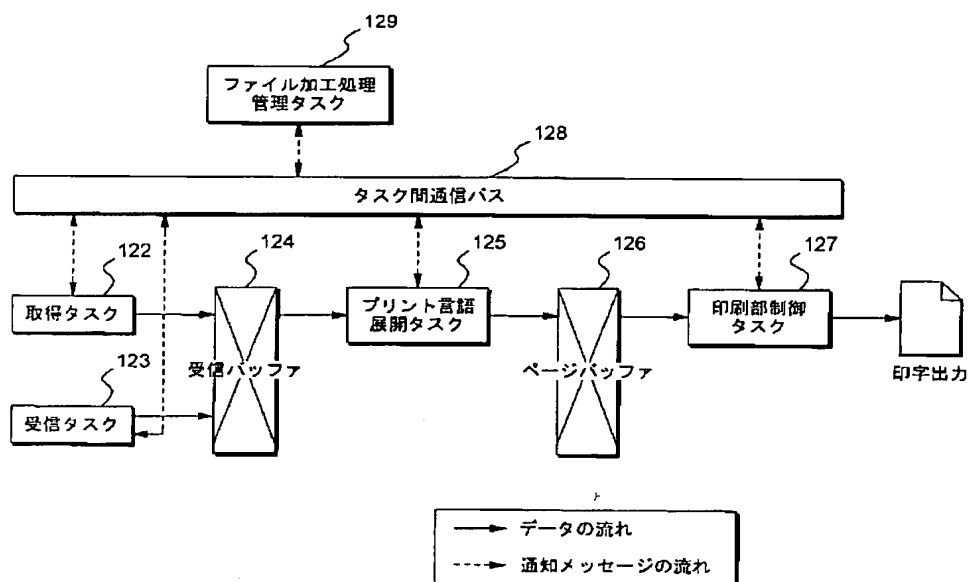 129
ファイル加工処理
管理タスク
128
タスク間通信バス
122
124
125
126
127
取得タスク
受信バッファ
プリント言語
展開タスク
ページバッファ
印刷部制御
タスク
印字出力
123
受信タスク
データの流れ
通知メッセージの流れ